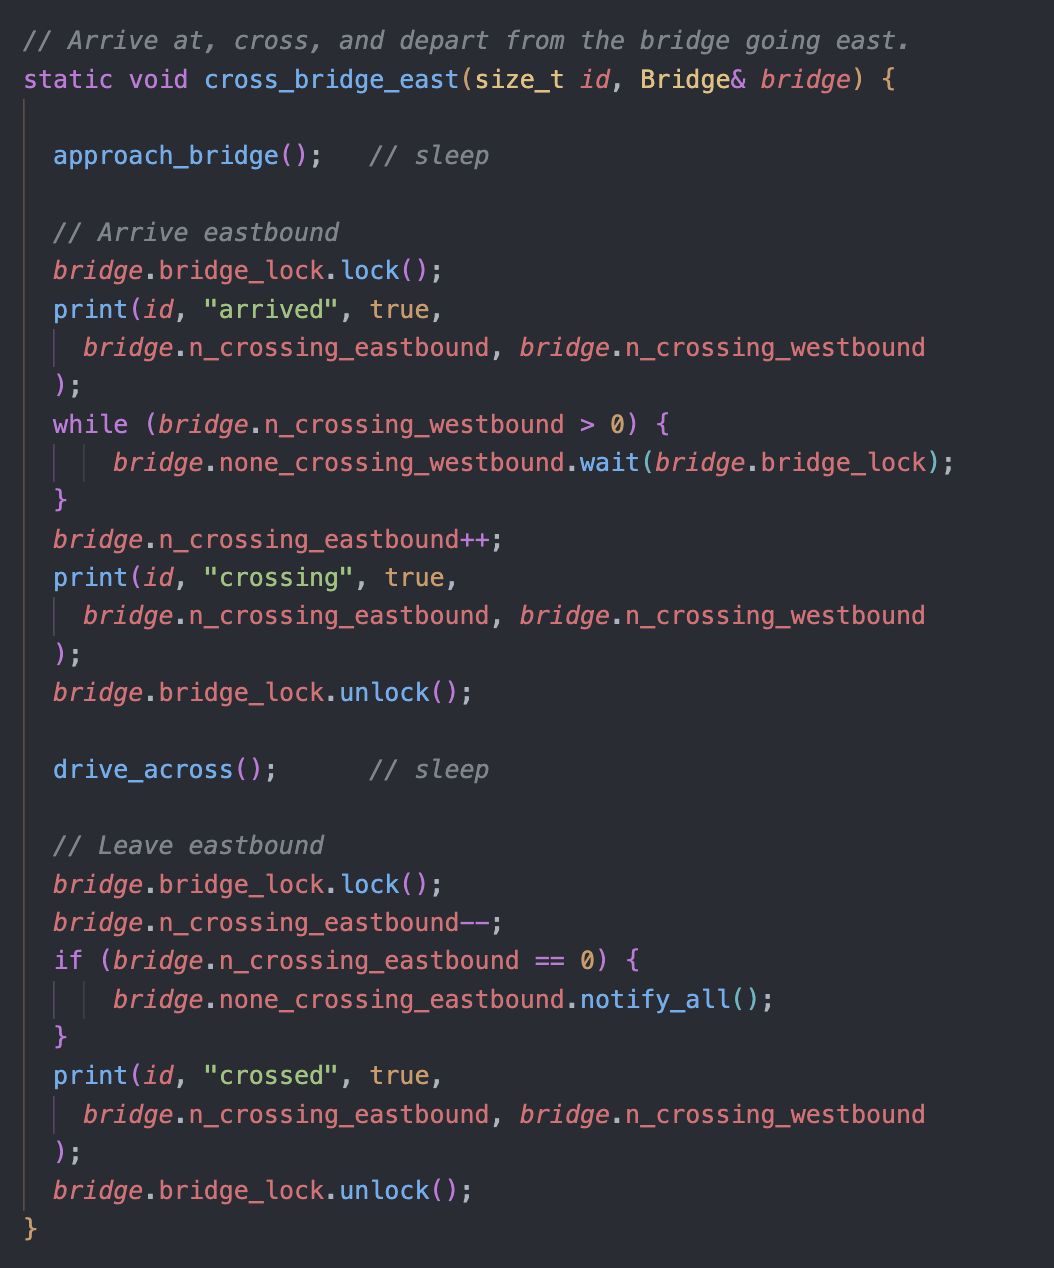 // Arrive at, cross, and depart from the bridge going east.
static void cross_bridge_east(size_t id, Bridge& bridge) {
approach_bridge();   // sleep
// Arrive eastbound
bridge.bridge_lock.lock();
print(id, "arrived", true,
bridge.n_crossing_eastbound, bridge.n_crossing_westbound
);
while (bridge.n_crossing_westbound > 0) {
bridge.none_crossing_westbound.wait(bridge.bridge_lock);
}
bridge.n_crossing_eastbound++;
print(id, "crossing", true,
bridge.n_crossing_eastbound, bridge.n_crossing_westbound
);
bridge.bridge_lock.unlock();
drive_across();      // sleep
// Leave eastbound
bridge.bridge_lock.lock();
bridge.n_crossing_eastbound--;
if (bridge.n_crossing_eastbound == 0) {
bridge.none_crossing_eastbound.notify_all();
}
print(id, "crossed", true,
bridge.n_crossing_eastbound, bridge.n_crossing_westbound
);
bridge.bridge_lock.unlock();
}